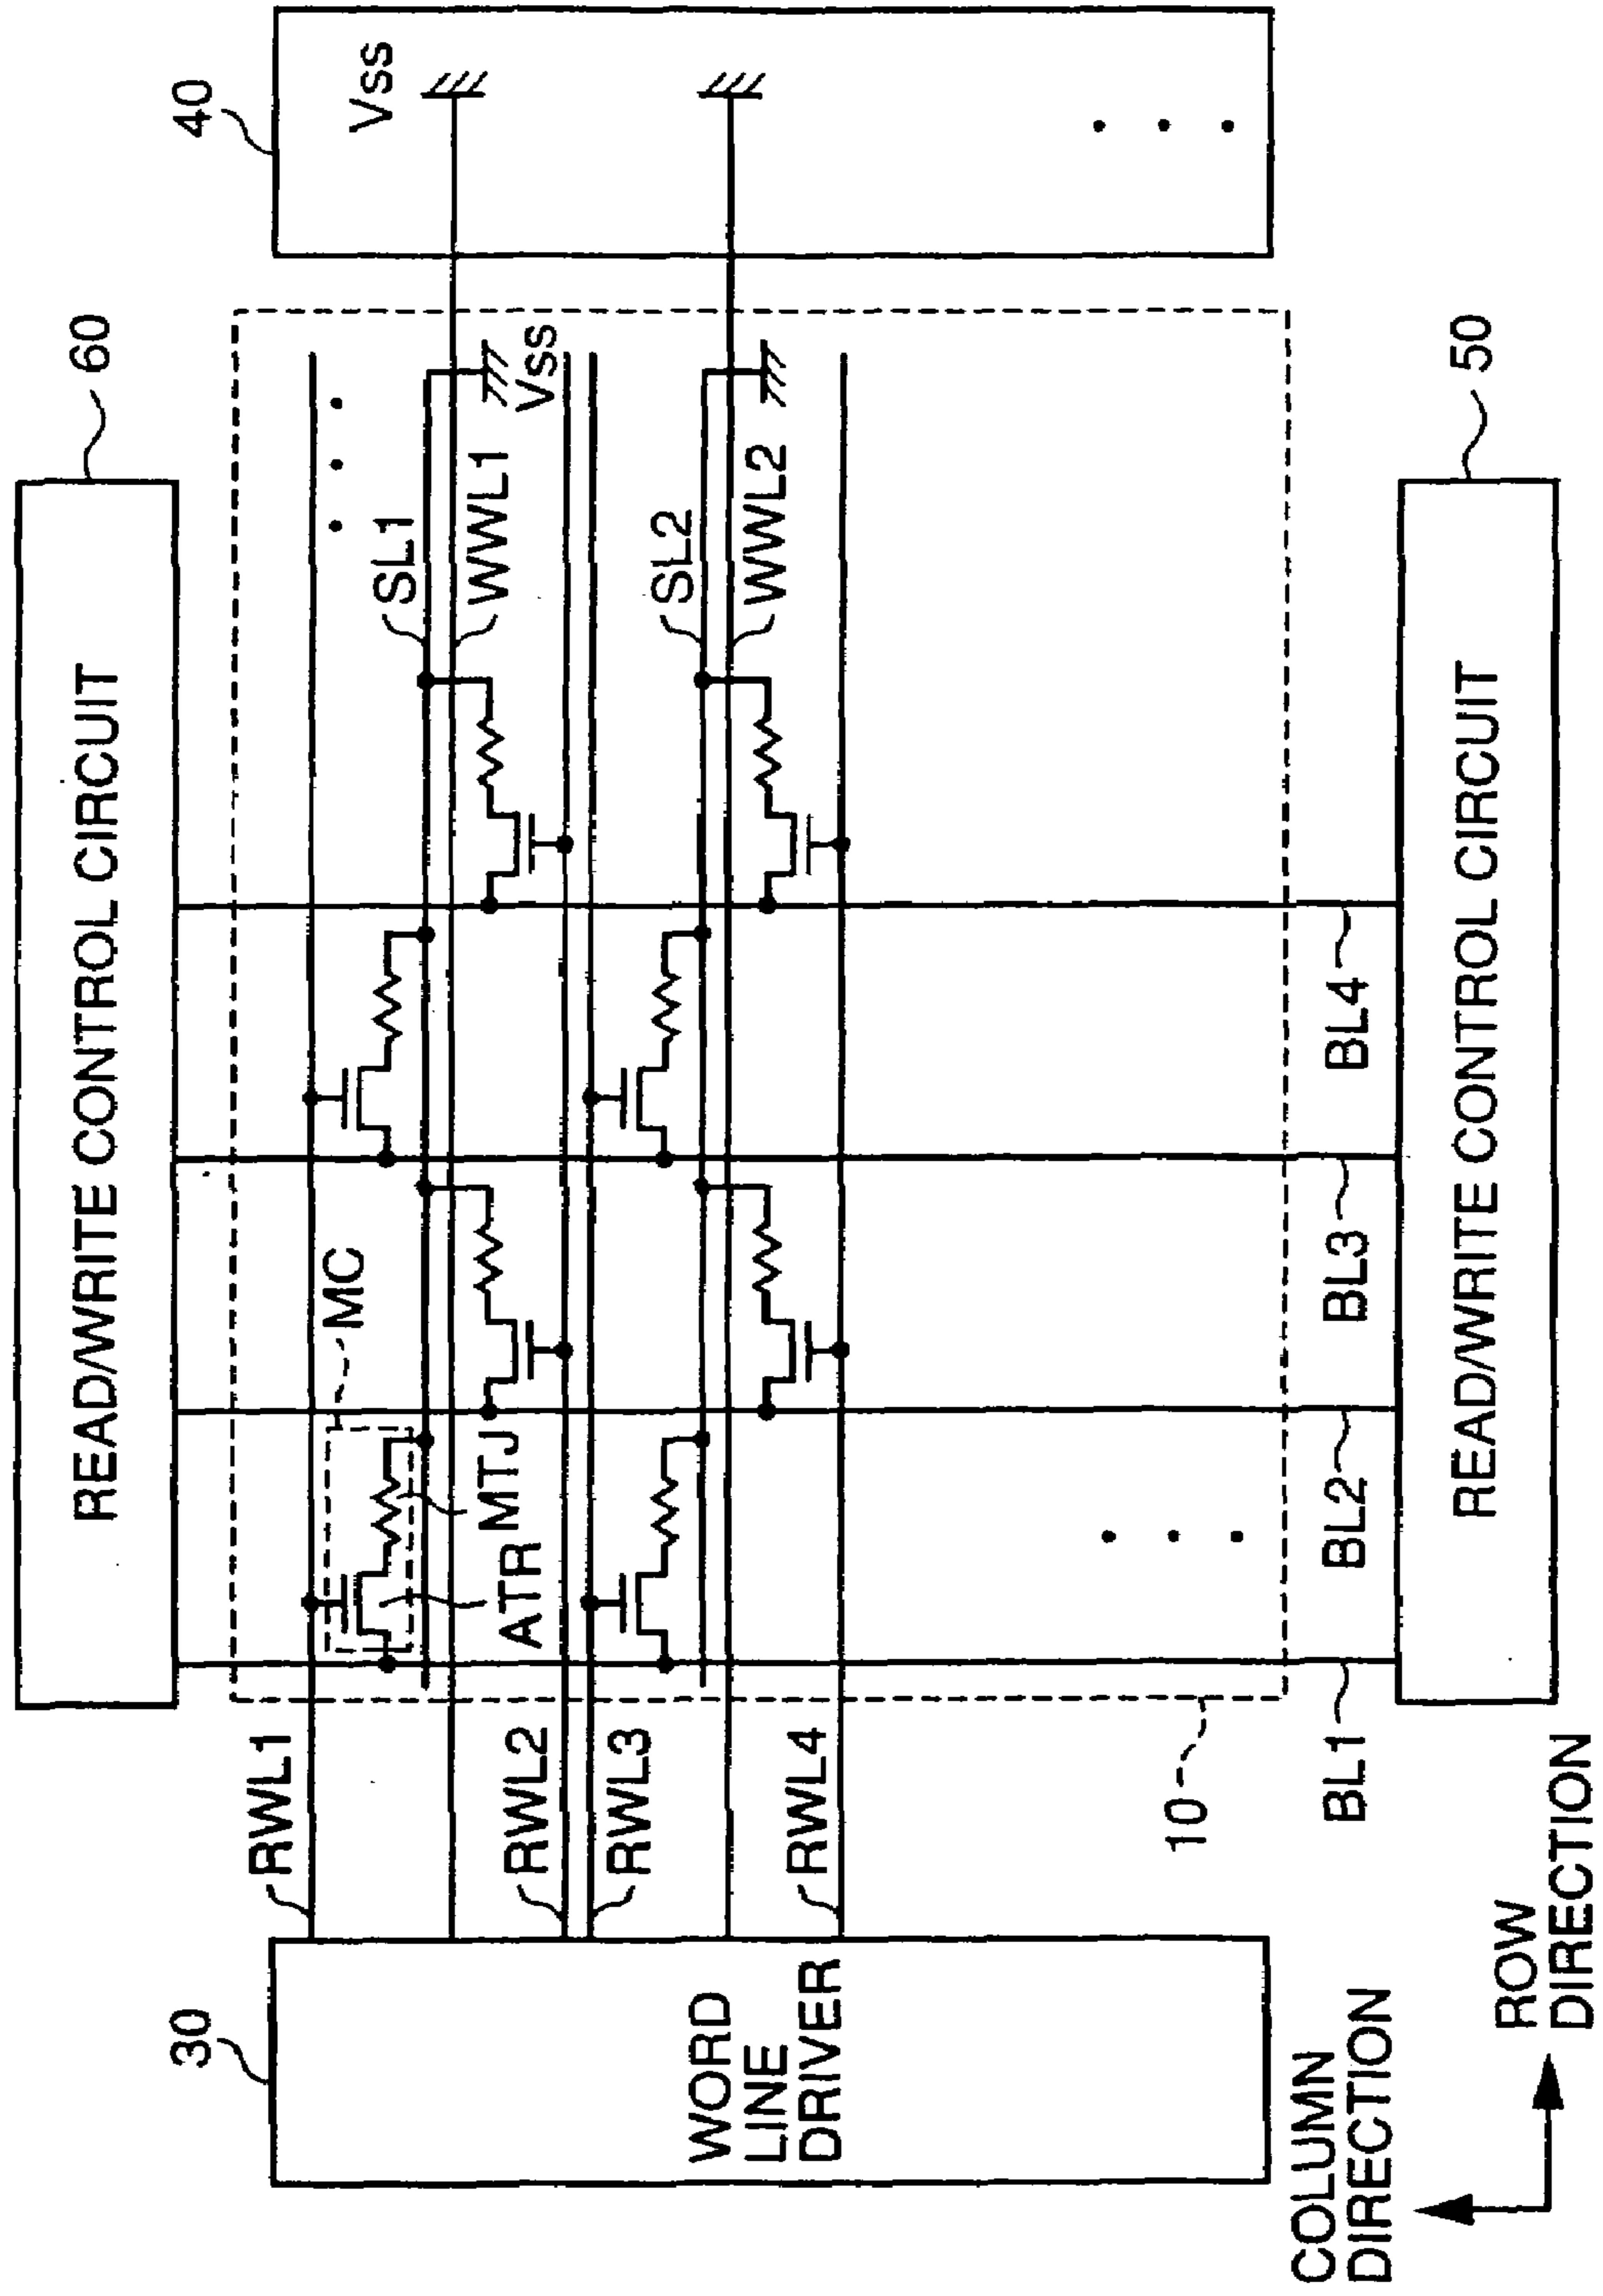 60
READ/WRITE CONTROL CIRCUIT
30
40
WORD
LINE
DRIVER
RWL1
RWL2
RWL3
RWL4
MC
MTJ
ATR
SL1
WWL1
SL2
WWL2
Vss
Vss
10
BL1
BL2
BL3
BL4
READ/WRITE CONTROL CIRCUIT
50
COLUMN
DIRECTION
ROW
DIRECTION